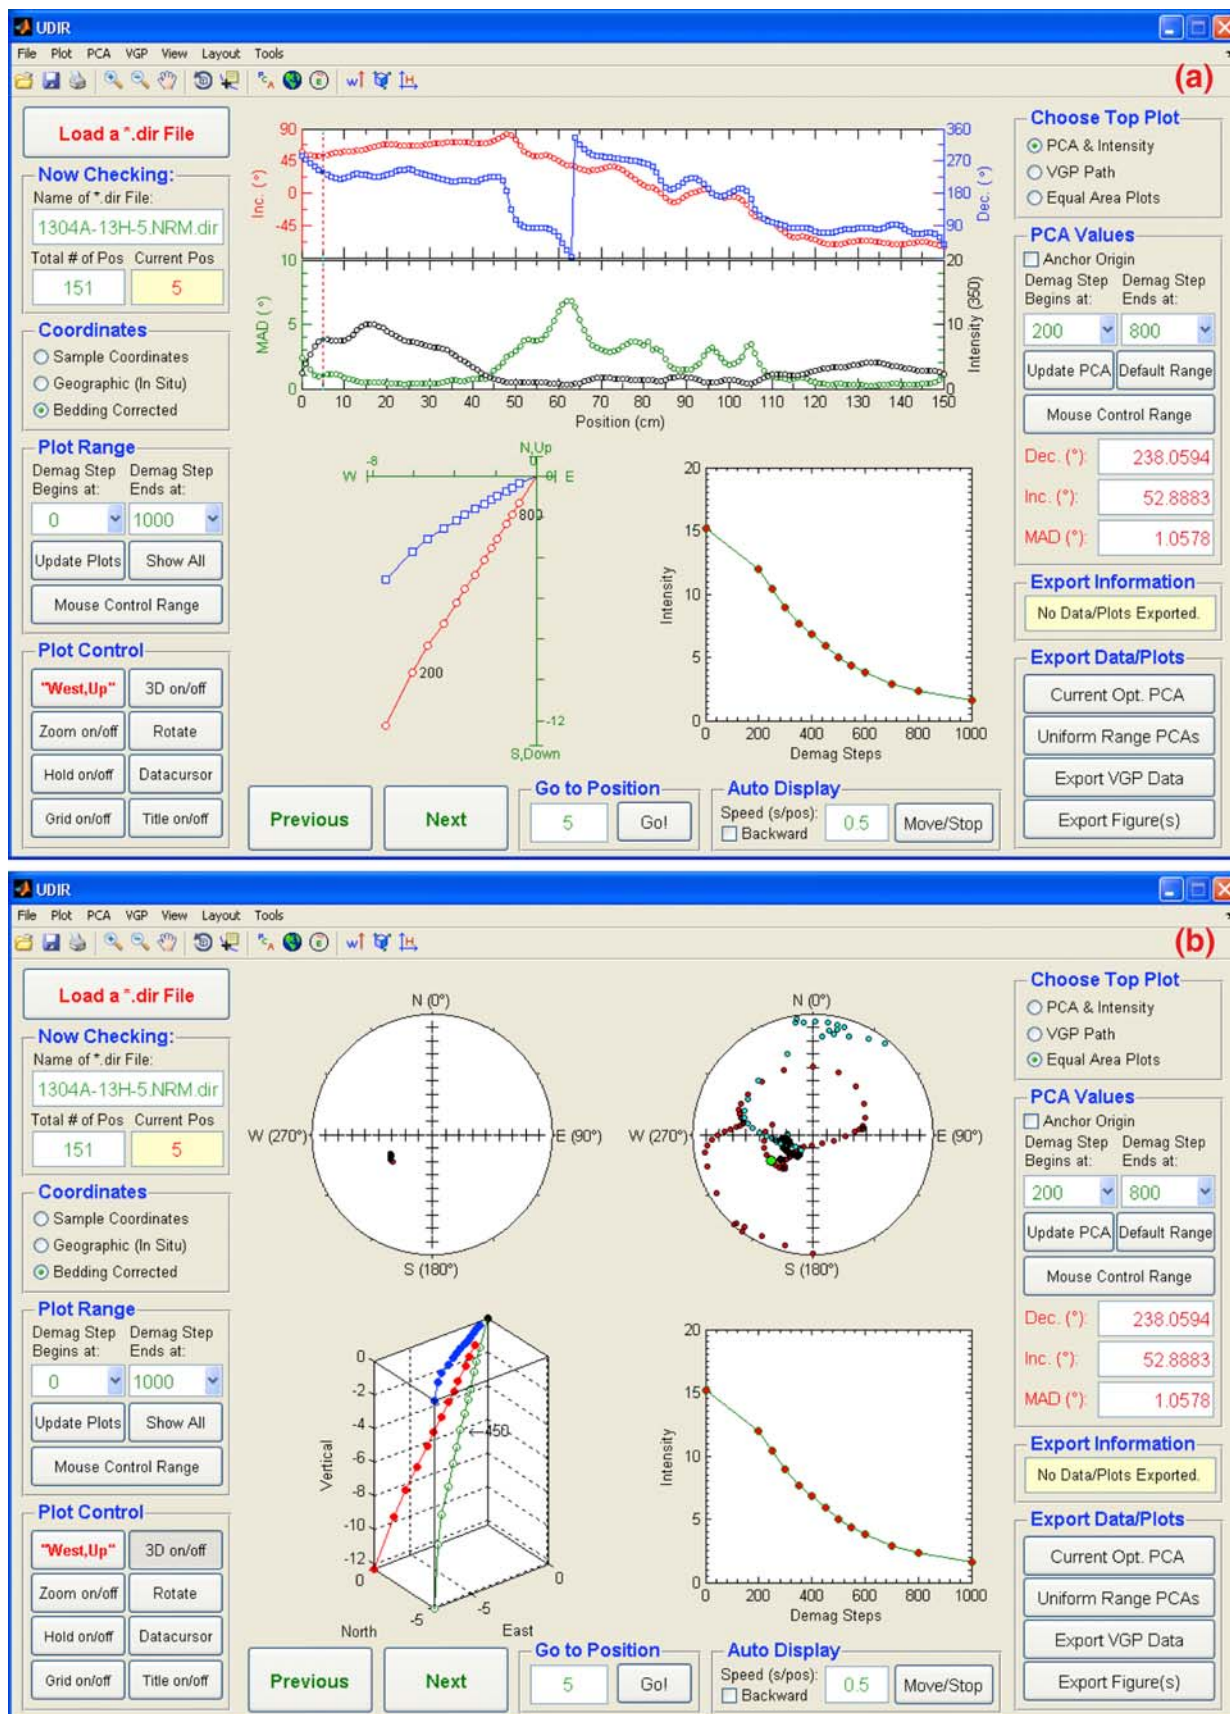 UDIR
File Plot PCA VGP View Layout Tools
(a)
Load a *.dir File
Now Checking:
Name of *.dir File:
1304A-13H-5.NRM.dir
Total # of Pos Current Pos
151 5
Coordinates
Sample Coordinates
Geographic (In Situ)
Bedding Corrected
Plot Range
Demag Step Demag Step
Begins at: Ends at:
0 1000
Update Plots Show All
Mouse Control Range
Plot Control
"West,Up" 3D on/off
Zoom on/off Rotate
Hold on/off Datacursor
Grid on/off Title on/off
90 45 0 -45
Inc. (°)
360 270 180 90
Dec. (°)
10 5 0
MAD (°)
20 10 0
Intensity (350)
0 10 20 30 40 50 60 70 80 90 100 110 120 130 140 150
Position (cm)
N,Up
-8 0
W 0 E
800
200
-12
S,Down
20 15 10 5 0
Intensity
0 200 400 600 800 1000
Demag Steps
Previous Next
Go to Position
5 Go!
Auto Display
Speed (s/pos): 0.5 Move/Stop
Backward
Choose Top Plot
PCA & Intensity
VGP Path
Equal Area Plots
PCA Values
Anchor Origin
Demag Step Demag Step
Begins at: Ends at:
200 800
Update PCA Default Range
Mouse Control Range
Dec. (°): 238.0594
Inc. (°): 52.8883
MAD (°): 1.0578
Export Information
No Data/Plots Exported.
Export Data/Plots
Current Opt. PCA
Uniform Range PCAs
Export VGP Data
Export Figure(s)
UDIR
File Plot PCA VGP View Layout Tools
(b)
Load a *.dir File
Now Checking:
Name of *.dir File:
1304A-13H-5.NRM.dir
Total # of Pos Current Pos
151 5
Coordinates
Sample Coordinates
Geographic (In Situ)
Bedding Corrected
Plot Range
Demag Step Demag Step
Begins at: Ends at:
0 1000
Update Plots Show All
Mouse Control Range
Plot Control
"West,Up" 3D on/off
Zoom on/off Rotate
Hold on/off Datacursor
Grid on/off Title on/off
N (0°)
W (270°) E (90°)
S (180°)
N (0°)
W (270°) E (90°)
S (180°)
0 -2 -4 -6 -8 -10 -12
Vertical
←450
0 -5 -5 0
North East
20 15 10 5 0
Intensity
0 200 400 600 800 1000
Demag Steps
Previous Next
Go to Position
5 Go!
Auto Display
Speed (s/pos): 0.5 Move/Stop
Backward
Choose Top Plot
PCA & Intensity
VGP Path
Equal Area Plots
PCA Values
Anchor Origin
Demag Step Demag Step
Begins at: Ends at:
200 800
Update PCA Default Range
Mouse Control Range
Dec. (°): 238.0594
Inc. (°): 52.8883
MAD (°): 1.0578
Export Information
No Data/Plots Exported.
Export Data/Plots
Current Opt. PCA
Uniform Range PCAs
Export VGP Data
Export Figure(s)